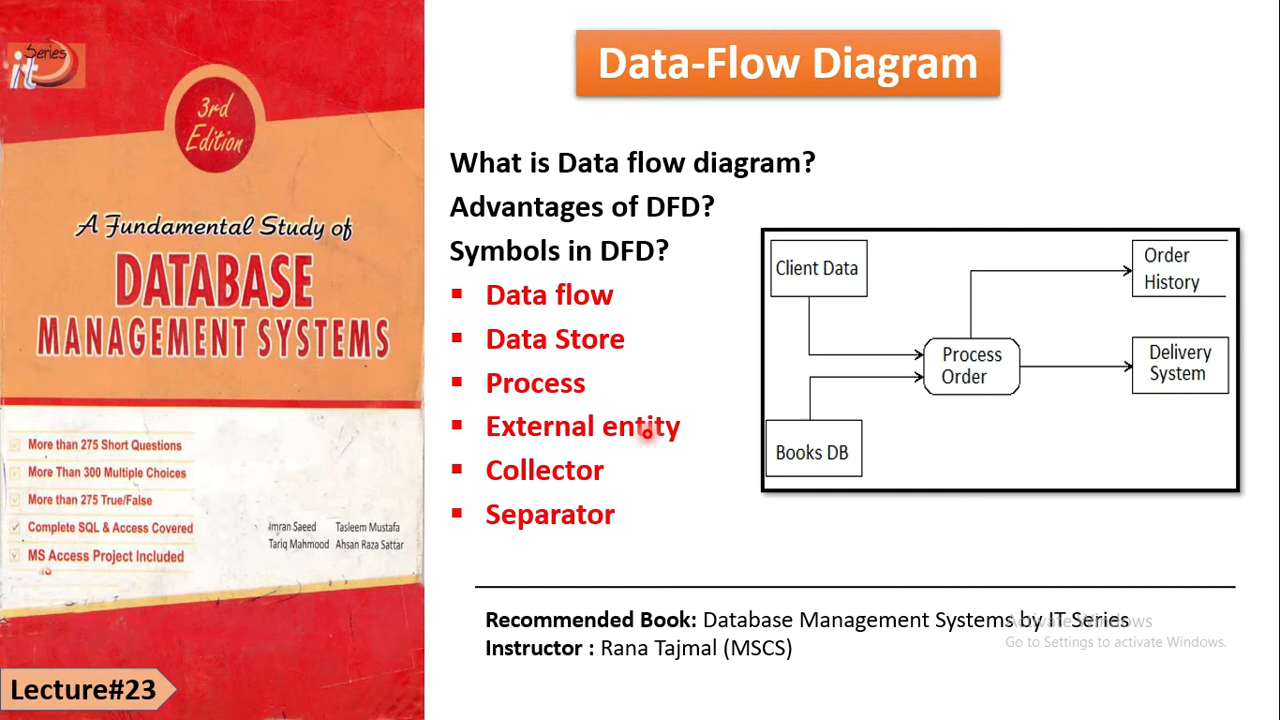 Series
it
3rd
Edition
A Fundamental Study of
DATABASE
MANAGEMENT SYSTEMS
More than 275 Short Questions
More Than 300 Multiple Choices
More than 275 True/False
Complete SQL & Access Covered
MS Access Project Included
Imran Saeed Tasleem Mustafa
Tariq Mahmood Ahsan Raza Sattar
Lecture#23
Data-Flow Diagram
What is Data flow diagram?
Advantages of DFD?
Symbols in DFD?
Data flow
Data Store
Process
External entity
Collector
Separator
Client Data
Order
History
Process
Order
Delivery
System
Books DB
Recommended Book: Database Management Systems by IT Series
Instructor : Rana Tajmal (MSCS)
Activate Windows
Go to Settings to activate Windows.